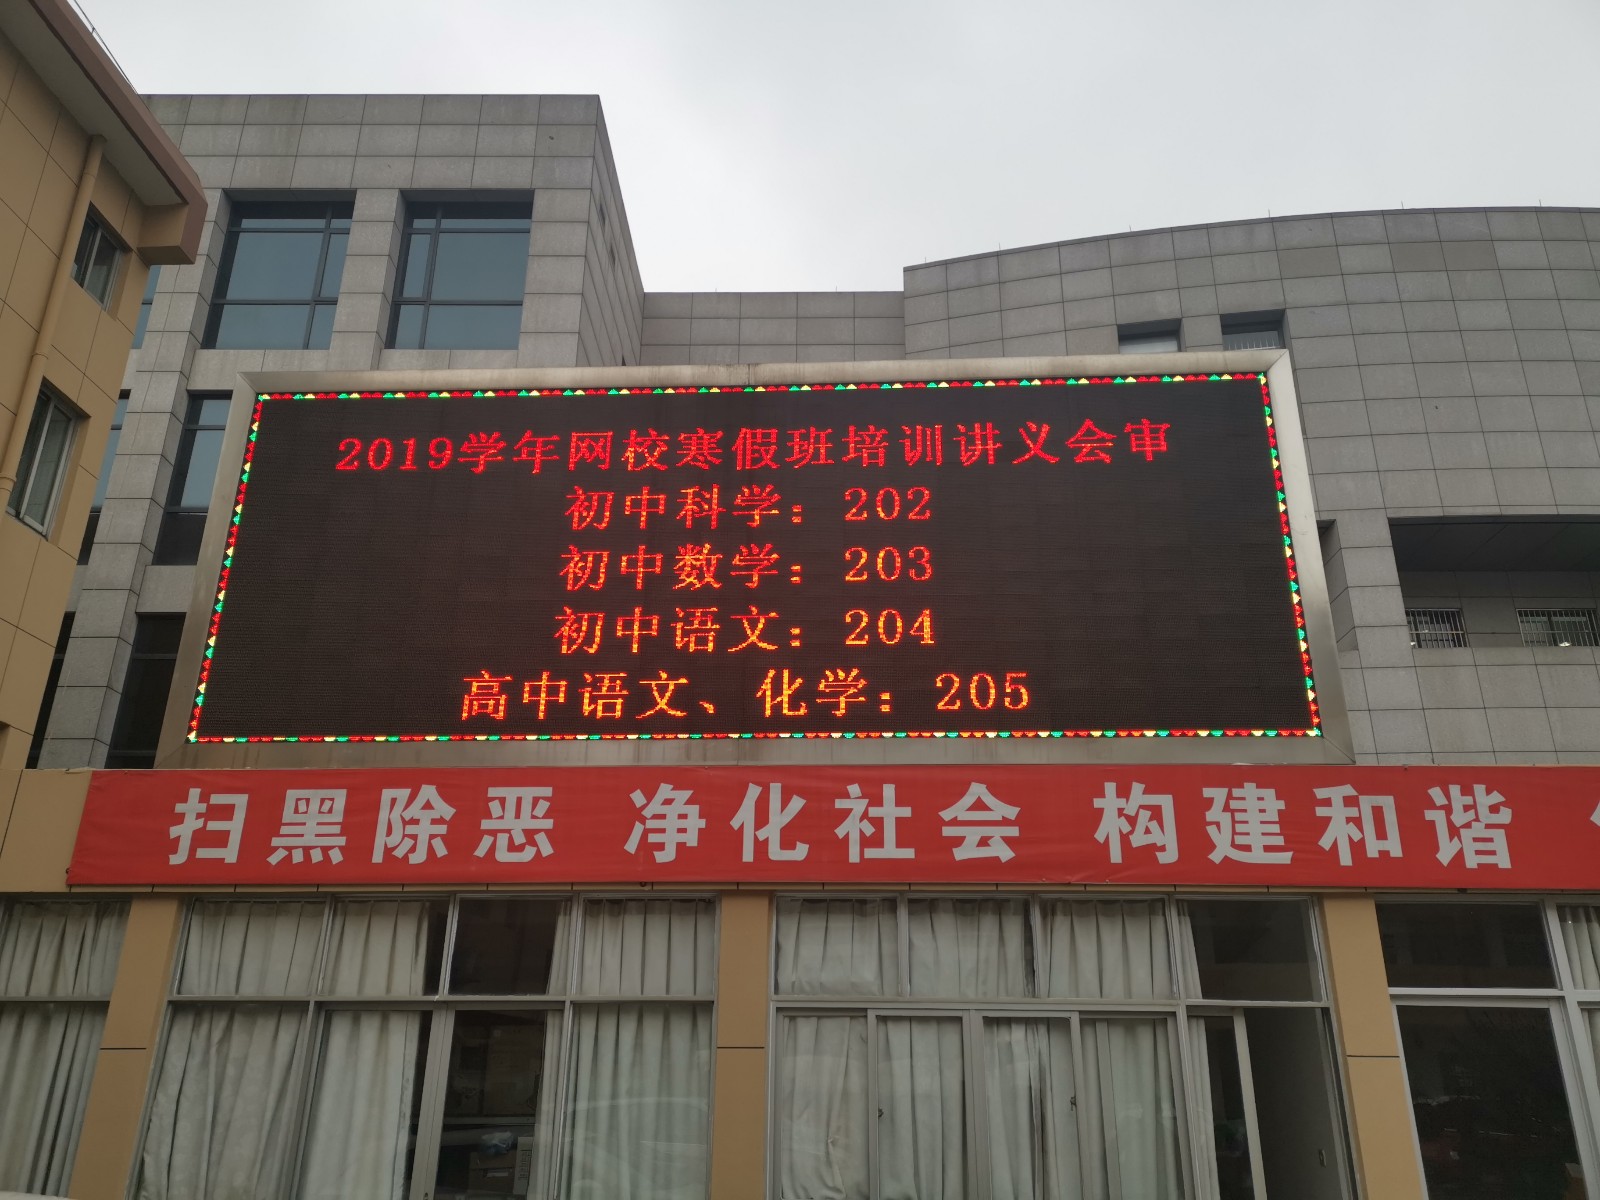 2019学年网校寒假班培训讲义会审
初中科学：202
初中数学：203
初中语文：204
高中语文、化学：205
扫黑除恶 净化社会 构建和谐